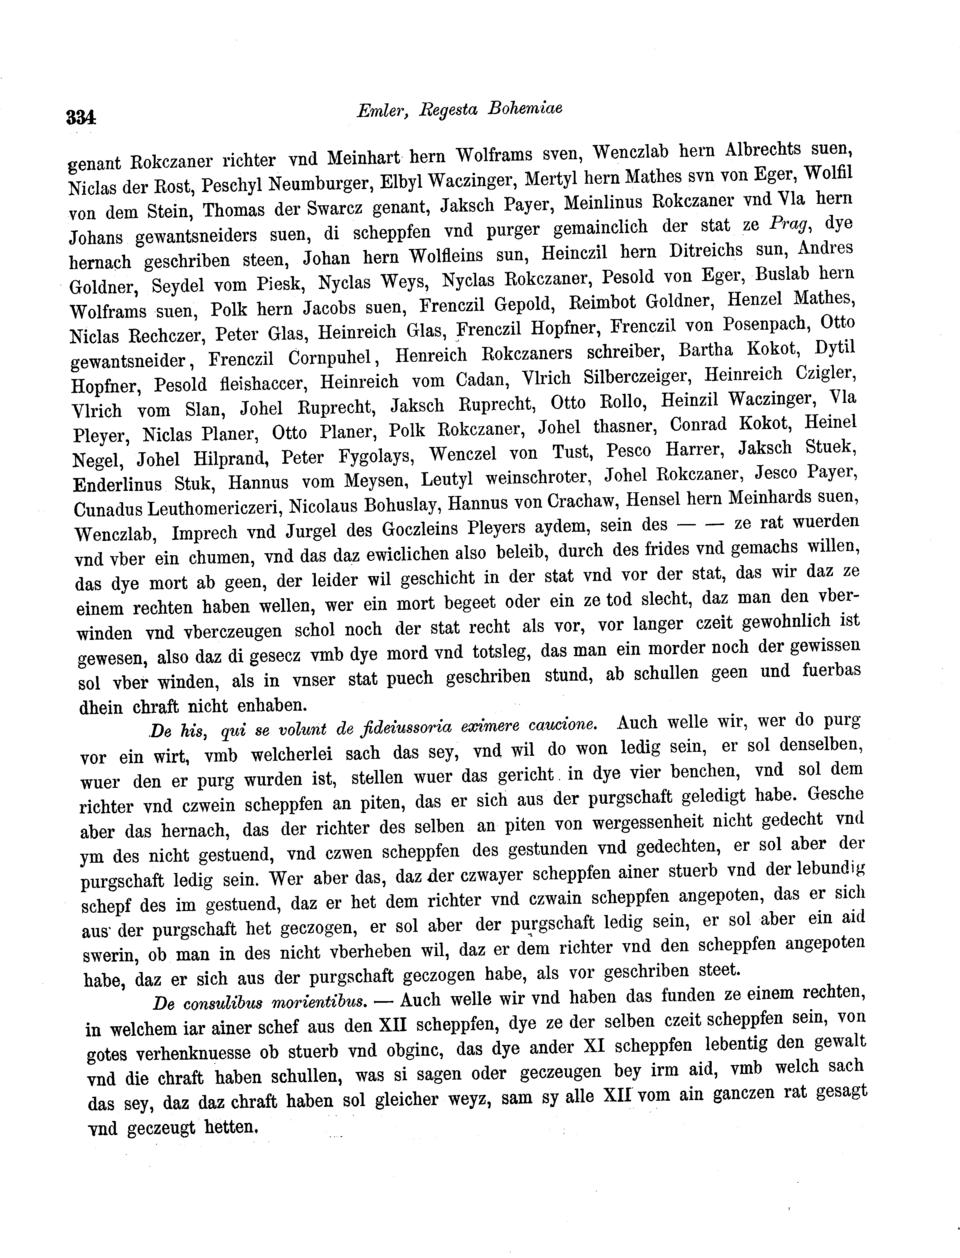 334
Emler, Regesta Bohemiae
genant Rokczaner richter vnd Meinhart hern Wolframs sven, Wenczlab hern Albrechts suen,
Niclas der Rost, Peschyl Neumburger, Elbyl Waczinger, Mertyl hern Mathes svn von Eger, Wolfil
von dem Stein, Thomas der Swarcz genant, Jaksch Payer, Meinlinus Rokczaner vnd Vla hern
Johans gewantsneiders suen, di scheppfen vnd purger gemainclich der stat ze Prag, dye
hernach geschriben steen, Johan hern Wolfleins sun, Heinczil hern Ditreichs sun, Andres
Goldner, Seydel vom Piesk, Nyclas Weys, Nyclas Rokczaner, Pesold von Eger, Buslab hern
Wolframs suen, Polk hern Jacobs suen, Frenczil Gepold, Reimbot Goldner, Henzel Mathes,
Niclas Rechczer, Peter Glas, Heinreich Glas, Frenczil Hopfner, Frenczil von Posenpach, Otto
gewantsneider, Frenczil Cornpuhel, Henreich Rokczaners schreiber, Bartha Kokot, Dytil
Hopfner, Pesold fleishaccer, Heinreich vom Cadan, Vlrich Silberczeiger, Heinreich Czigler,
Vlrich vom Slan, Johel Ruprecht, Jaksch Ruprecht, Otto Rollo, Heinzil Waczinger, Vla
Pleyer, Niclas Planer, Otto Planer, Polk Rokczaner, Johel thasner, Conrad Kokot, Heinel
Negel, Johel Hilprand, Peter Fygolays, Wenczel von Tust, Pesco Harrer, Jaksch Stuek,
Enderlinus Stuk, Hannus vom Meysen, Leutyl weinschroter, Johel Rokczaner, Jesco Payer,
Cunadus Leuthomericzeri, Nicolaus Bohuslay, Hannus von Crachaw, Hensel hern Meinhards suen,
Wenczlab, Imprech vnd Jurgel des Goczleins Pleyers aydem, sein des — — ze rat wuerden
vnd vber ein chumen, vnd das daz ewiclichen also beleib, durch des frides vnd gemachs willen,
das dye mort ab geen, der leider wil geschicht in der stat vnd vor der stat, das wir daz ze
einem rechten haben wellen, wer ein mort begeet oder ein ze tod slecht, daz man den vber-
winden vnd vberczeugen schol noch der stat recht als vor, vor langer czeit gewohnlich ist
gewesen, also daz di gesecz vmb dye mord vnd totsleg, das man ein morder noch der gewissen
sol vber winden, als in vnser stat puech geschriben stund, ab schullen geen und fuerbas
dhein chraft nicht enhaben.
De his, qui se volunt de fideiussoria eximere caucione. Auch welle wir, wer do purg
vor ein wirt, vmb welcherlei sach das sey, vnd wil do won ledig sein, er sol denselben,
wuer den er purg wurden ist, stellen wuer das gericht in dye vier benchen, vnd sol dem
richter vnd czwein scheppfen an piten, das er sich aus der purgschaft geledigt habe. Gesche
aber das hernach, das der richter des selben an piten von wergessenheit nicht gedecht vnd
ym des nicht gestuend, vnd czwen scheppfen des gestunden vnd gedechten, er sol aber der
purgschaft ledig sein. Wer aber das, daz der czwayer scheppfen ainer stuerb vnd der lebundig
schepf des im gestuend, daz er het dem richter vnd czwain scheppfen angepoten, das er sich
aus der purgschaft het geczogen, er sol aber der purgschaft ledig sein, er sol aber ein aid
swerin, ob man in des nicht vberheben wil, daz er dem richter vnd den scheppfen angepoten
habe, daz er sich aus der purgschaft geczogen habe, als vor geschriben steet.
De consulibus morientibus. — Auch welle wir vnd haben das funden ze einem rechten,
in welchem iar ainer schef aus den XII scheppfen, dye ze der selben czeit scheppfen sein, von
gotes verhenknuesse ob stuerb vnd obginc, das dye ander XI scheppfen lebentig den gewalt
vnd die chraft haben schullen, was si sagen oder geczeugen bey irm aid, vmb welch sach
das sey, daz daz chraft haben sol gleicher weyz, sam sy alle XII vom ain ganczen rat gesagt
vnd geczeugt hetten.